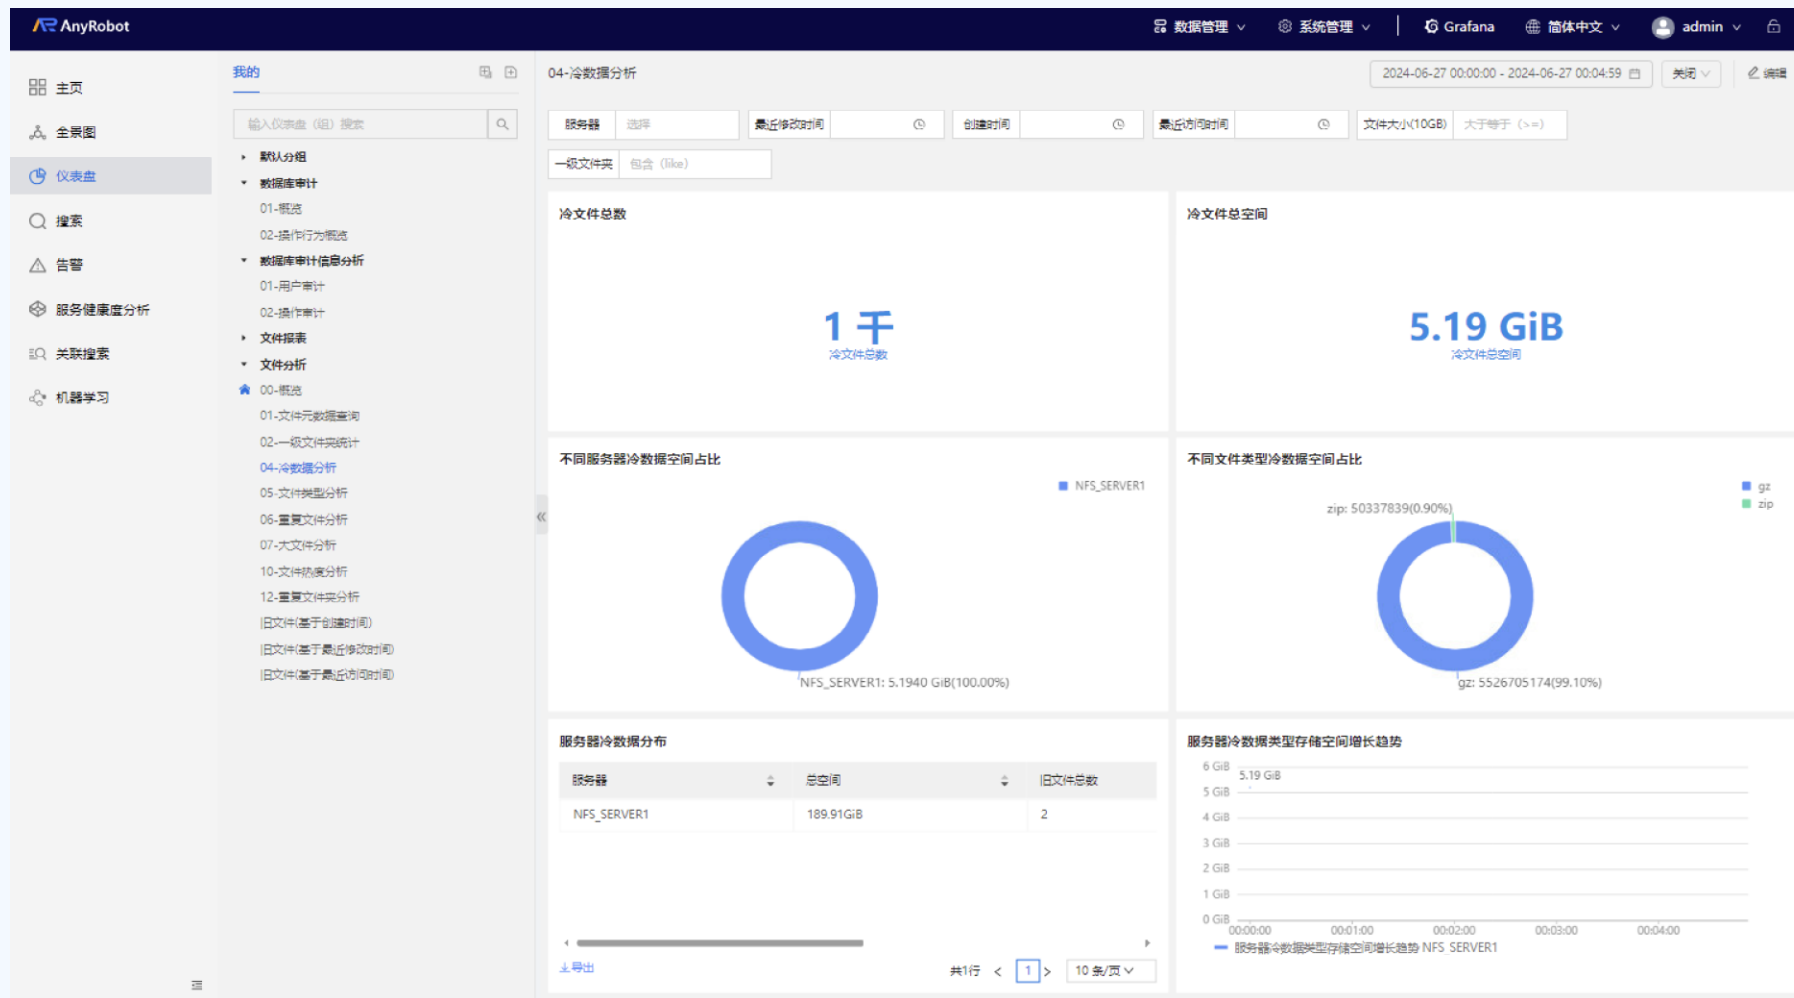 AnyRobot
数据管理
系统管理
Grafana
简体中文
admin
主页
全景图
仪表盘
搜索
告警
服务健康度分析
关联搜索
机器学习
我的
输入仪表盘（组）搜索
默认分组
数据库审计
01-概览
02-操作行为概览
数据库审计信息分析
01-用户审计
02-操作审计
文件报表
文件分析
00-概览
01-文件元数据查询
02-一级文件夹统计
04-冷数据分析
05-文件类型分析
06-重复文件分析
07-大文件分析
10-文件热度分析
12-重复文件夹分析
旧文件(基于创建时间)
旧文件(基于最近修改时间)
旧文件(基于最近访问时间)
04-冷数据分析
2024-06-27 00:00:00 - 2024-06-27 00:04:59
关闭
编辑
服务器 选择
最近修改时间
创建时间
最近访问时间
文件大小(10GB) 大于等于（>=）
一级文件夹 包含（like）
冷文件总数
1 千
冷文件总数
冷文件总空间
5.19 GiB
冷文件总空间
不同服务器冷数据空间占比
NFS_SERVER1
NFS_SERVER1: 5.1940 GiB(100.00%)
不同文件类型冷数据空间占比
gz
zip
zip: 50337839(0.90%)
gz: 5526705174(99.10%)
服务器冷数据分布
服务器 总空间 旧文件总数
NFS_SERVER1 189.91GiB 2
导出
共1行 < 1 > 10 条/页
服务器冷数据类型存储空间增长趋势
6 GiB
5.19 GiB
5 GiB
4 GiB
3 GiB
2 GiB
1 GiB
0 GiB
00:00:00 00:01:00 00:02:00 00:03:00 00:04:00
服务器冷数据类型存储空间增长趋势 NFS_SERVER1